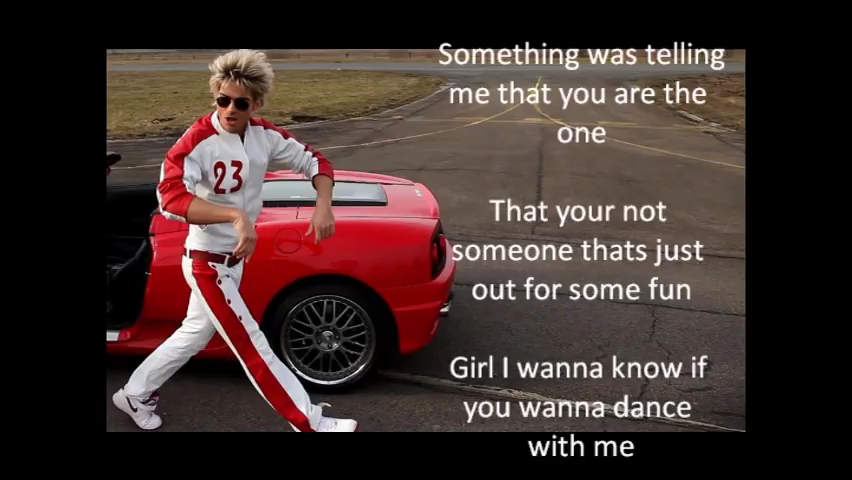 Something was telling
me that you are the
one
23
That your not
someone thats just
out for some fun
Girl I wanna know if
you wanna dance
with me